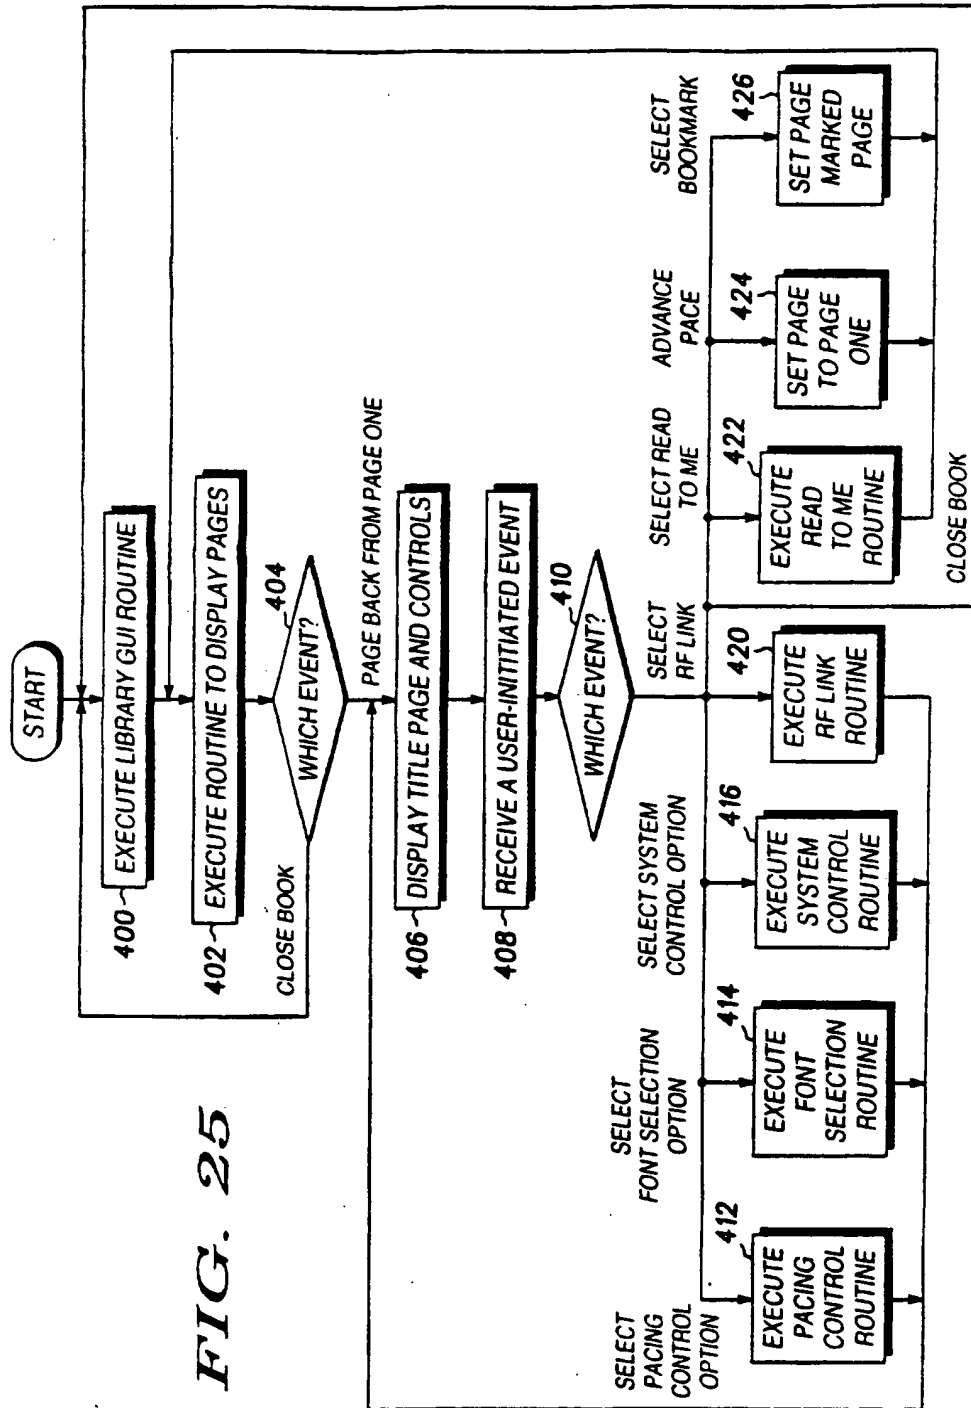 FIG. 25
START
400
EXECUTE LIBRARY GUI ROUTINE
402
EXECUTE ROUTINE TO DISPLAY PAGES
404
WHICH EVENT?
CLOSE BOOK
PAGE BACK FROM PAGE ONE
406
DISPLAY TITLE PAGE AND CONTROLS
408
RECEIVE A USER-INITITIATED EVENT
410
WHICH EVENT?
SELECT
PACING
CONTROL
OPTION
412
EXECUTE
PACING
CONTROL
ROUTINE
SELECT
FONT SELECTION
OPTION
414
EXECUTE
FONT
SELECTION
ROUTINE
SELECT SYSTEM
CONTROL OPTION
416
EXECUTE
SYSTEM
CONTROL
ROUTINE
SELECT
RF LINK
420
EXECUTE
RF LINK
ROUTINE
SELECT READ
TO ME
422
EXECUTE
READ
TO ME
ROUTINE
ADVANCE
PACE
424
SET PAGE
TO PAGE
ONE
SELECT
BOOKMARK
426
SET PAGE
MARKED
PAGE
CLOSE BOOK